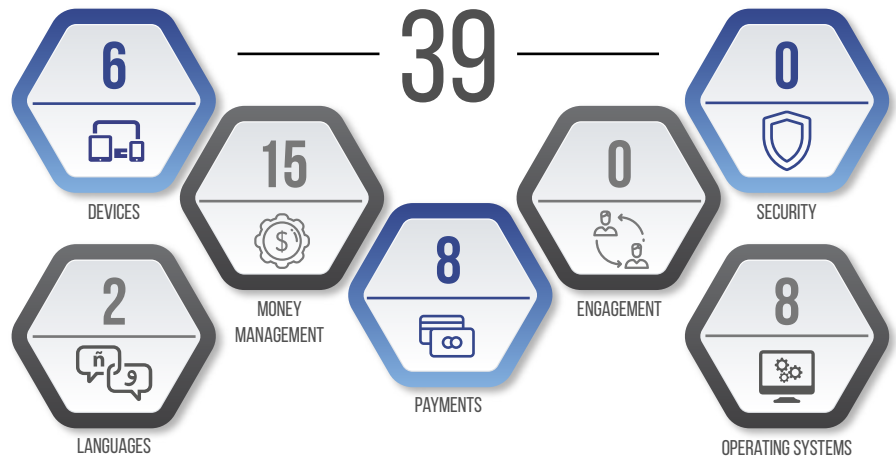 39
6
DEVICES
15
MONEY
MANAGEMENT
8
PAYMENTS
0
ENGAGEMENT
0
SECURITY
2
ñ
و
LANGUAGES
8
OPERATING SYSTEMS
$